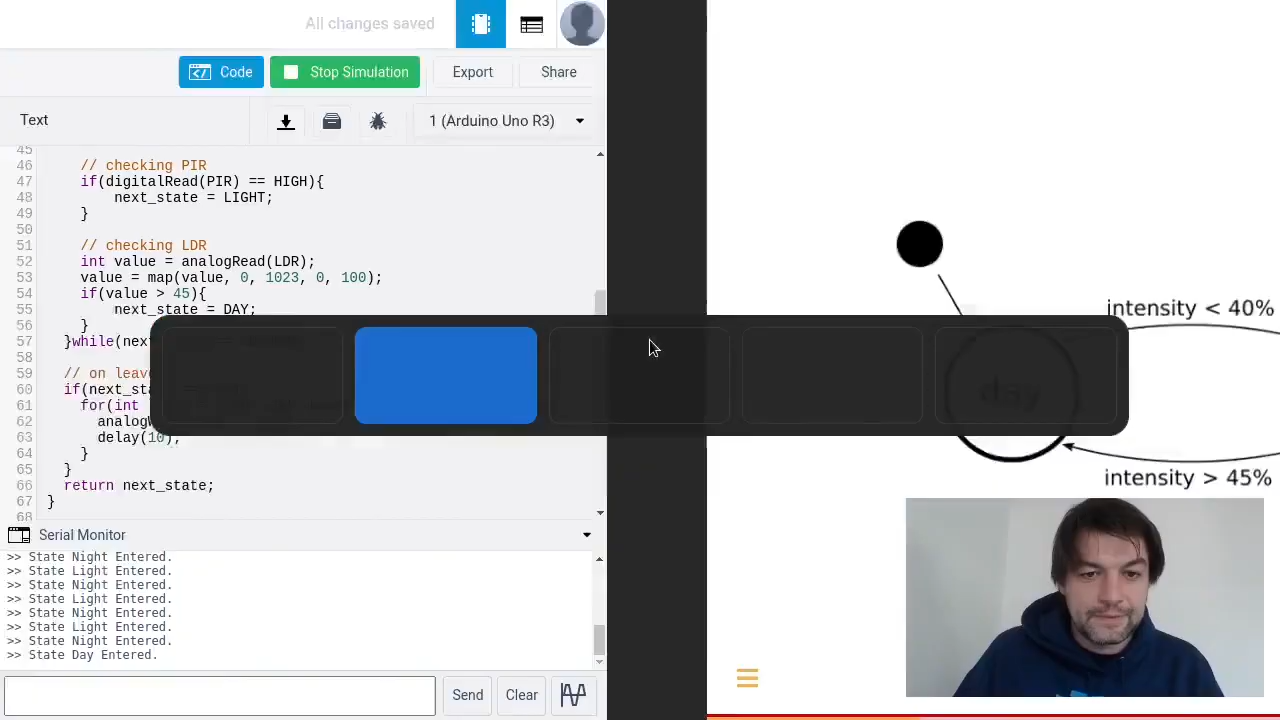 All changes saved
Code
Stop Simulation
Export
Share
Text
1 (Arduino Uno R3)
45
46 // checking PIR
47 if(digitalRead(PIR) == HIGH){
48 next_state = LIGHT;
49 }
50
51 // checking LDR
52 int value = analogRead(LDR);
53 value = map(value, 0, 1023, 0, 100);
54 if(value > 45){
55 next_state = DAY;
56 }
57 }while(nex
58
59 // on leav
60 if(next_sta
61 for(int
62 analogW
63 delay(10);
64 }
65 }
66 return next_state;
67 }
68
Serial Monitor
>> State Night Entered.
>> State Light Entered.
>> State Night Entered.
>> State Light Entered.
>> State Night Entered.
>> State Light Entered.
>> State Night Entered.
>> State Day Entered.
Send
Clear
intensity < 40%
day
intensity > 45%